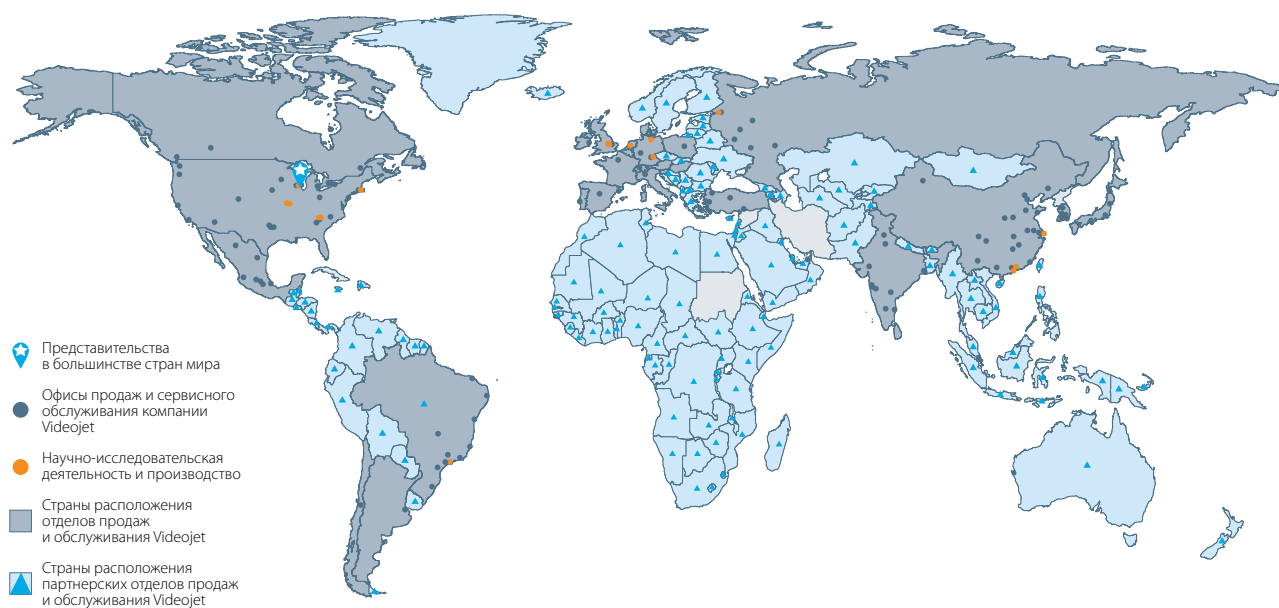 Представительства
в большинстве стран мира
Офисы продаж и сервисного
обслуживания компании
Videojet
Научно-исследовательская
деятельность и производство
Страны расположения
отделов продаж
и обслуживания Videojet
Страны расположения
партнерских отделов продаж
и обслуживания Videojet